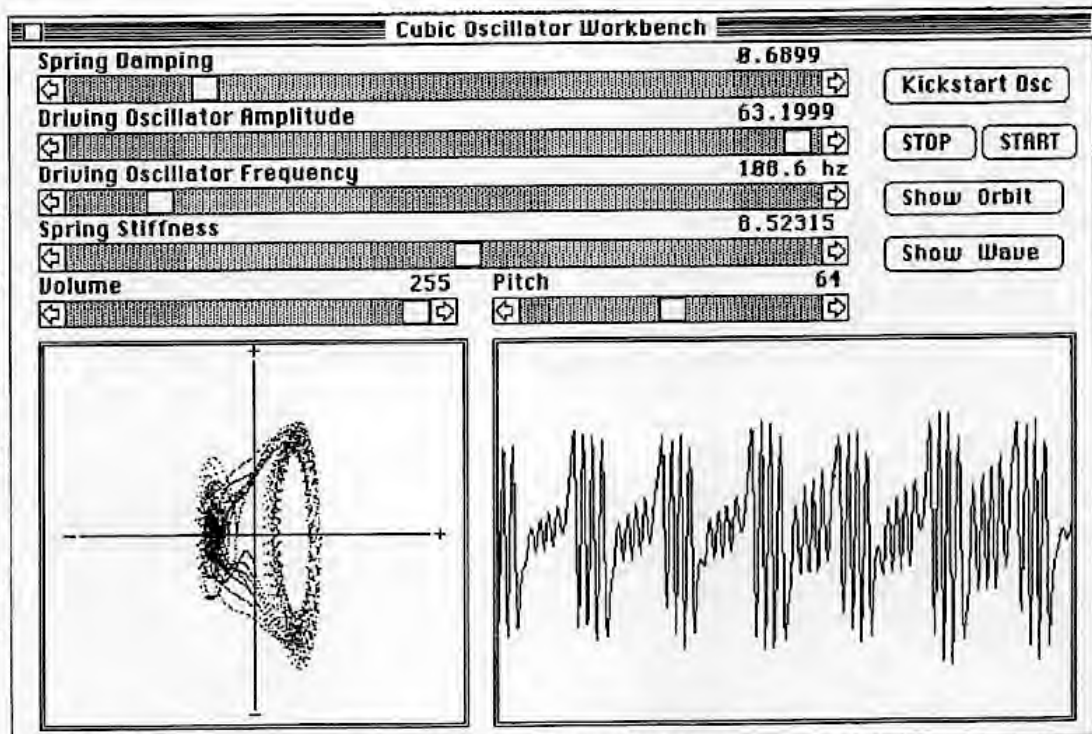 Cubic Oscillator Workbench
Spring Damping 0.6899
Kickstart Osc
Driving Oscillator Amplitude 63.1999
STOP START
Driving Oscillator Frequency 100.6 hz
Show Orbit
Spring Stiffness 0.52315
Show Wave
Volume 255 Pitch 64
+
- +
-